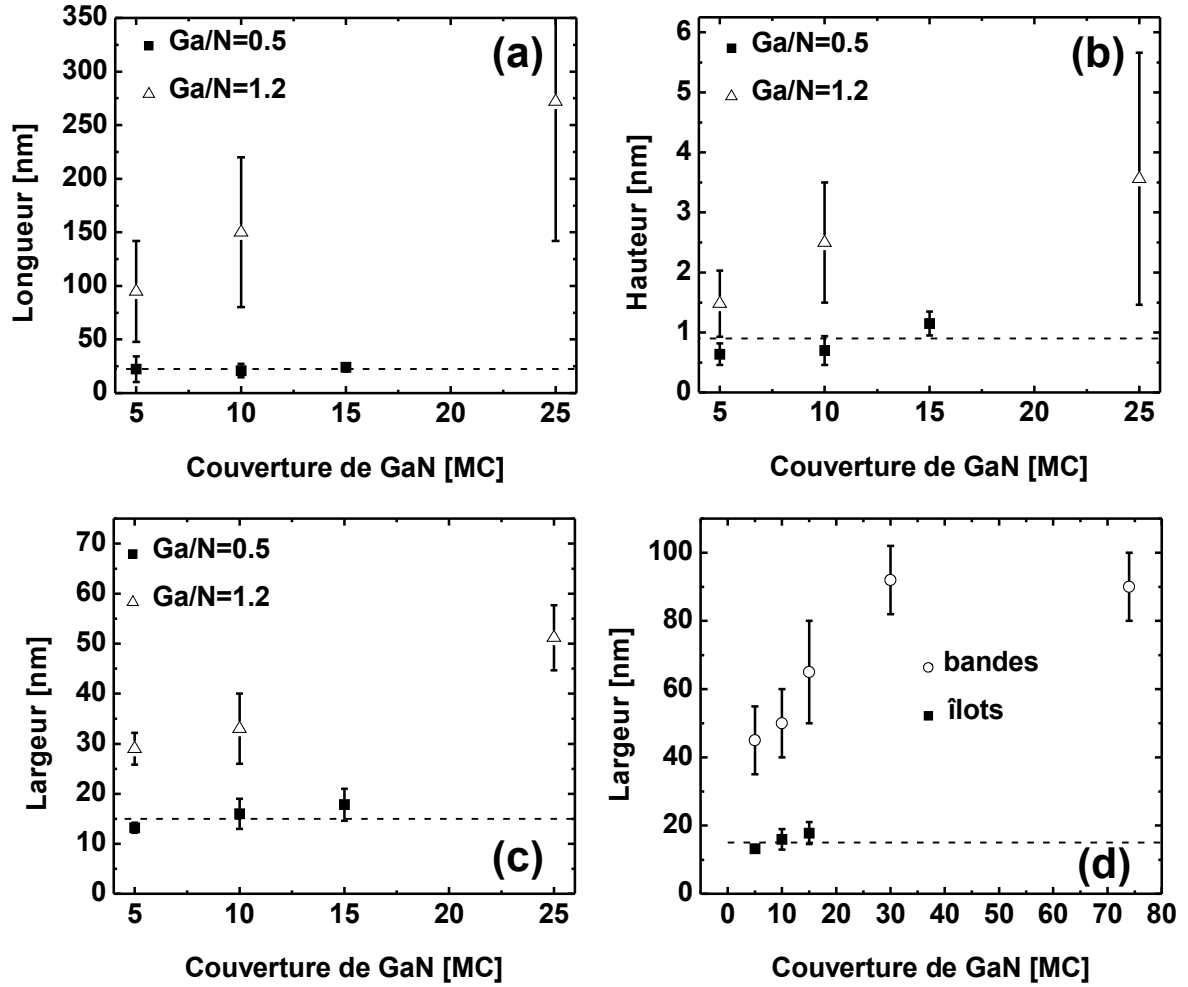 350
300
250
200
150
100
50
0
Longueur [nm]
Ga/N=0.5
Ga/N=1.2
(a)
5 10 15 20 25
Couverture de GaN [MC]
6
5
4
3
2
1
0
Hauteur [nm]
Ga/N=0.5
Ga/N=1.2
(b)
5 10 15 20 25
Couverture de GaN [MC]
70
60
50
40
30
20
10
0
Largeur [nm]
Ga/N=0.5
Ga/N=1.2
(c)
5 10 15 20 25
Couverture de GaN [MC]
100
80
60
40
20
0
Largeur [nm]
bandes
îlots
(d)
0 10 20 30 40 50 60 70 80
Couverture de GaN [MC]